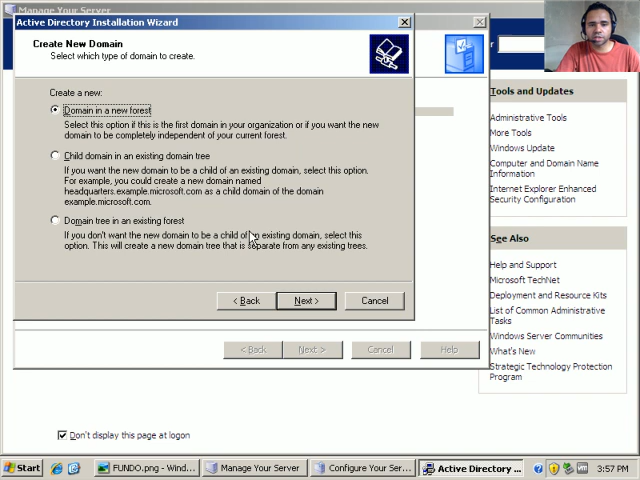 Manage Your Server
Active Directory Installation Wizard
Create New Domain
Select which type of domain to create.
Create a new:
Domain in a new forest
Select this option if this is the first domain in your organization or if you want the new
domain to be completely independent of your current forest.
Child domain in an existing domain tree
If you want the new domain to be a child of an existing domain, select this option.
For example, you could create a new domain named
headquarters.example.microsoft.com as a child domain of the domain
example.microsoft.com.
Domain tree in an existing forest
If you don't want the new domain to be a child of an existing domain, select this
option. This will create a new domain tree that is separate from any existing trees.
< Back
Next >
Cancel
< Back
Next >
Cancel
Help
r
Tools and Updates
Administrative Tools
More Tools
Windows Update
Computer and Domain Name
Information
Internet Explorer Enhanced
Security Configuration
See Also
Help and Support
Microsoft TechNet
Deployment and Resource Kits
List of Common Administrative
Tasks
Windows Server Communities
What's New
Strategic Technology Protection
Program
Don't display this page at logon
Start
FUNDO.png - Wind...
Manage Your Server
Configure Your Ser...
Active Directory ...
3:57 PM